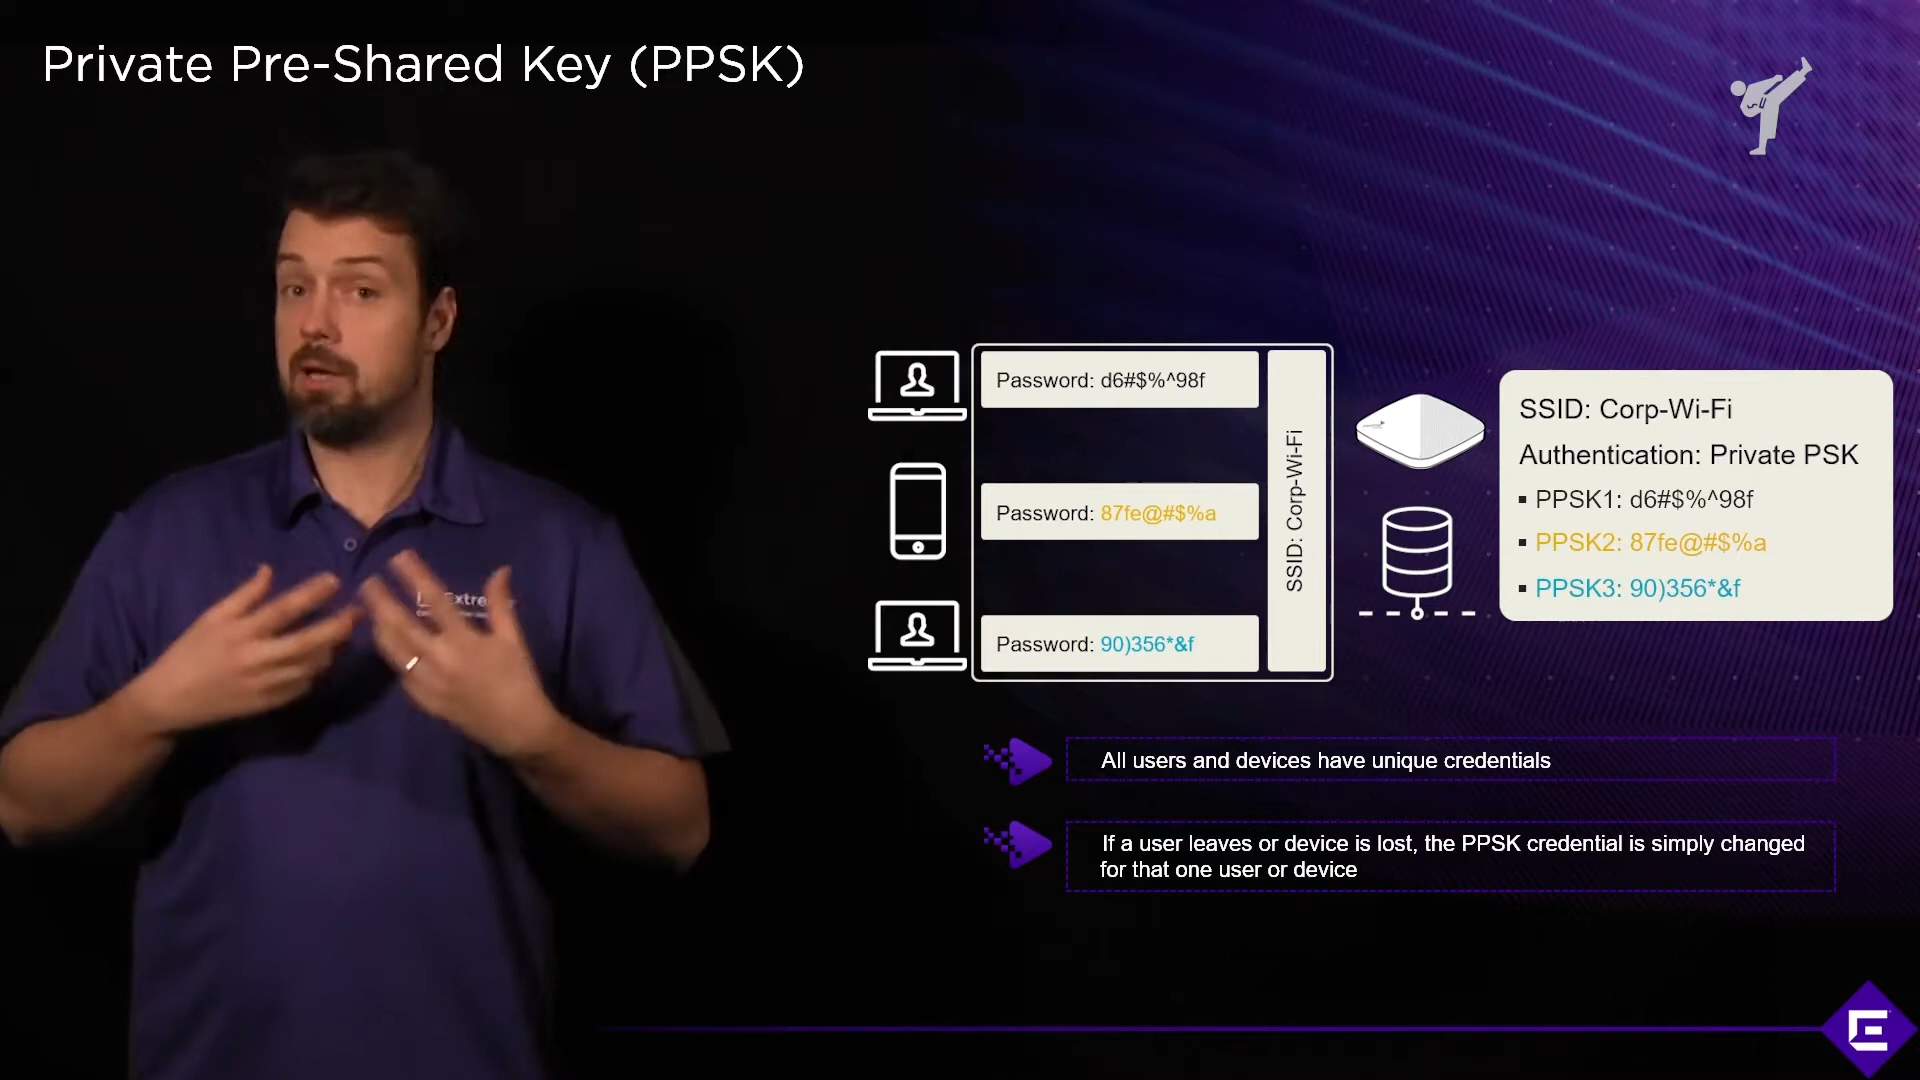 Private Pre-Shared Key (PPSK)
Password: d6#$%^98f
Password: 87fe@#$%a
Password: 90)356*&f
SSID: Corp-Wi-Fi
SSID: Corp-Wi-Fi
Authentication: Private PSK
▪ PPSK1: d6#$%^98f
▪ PPSK2: 87fe@#$%a
▪ PPSK3: 90)356*&f
All users and devices have unique credentials
If a user leaves or device is lost, the PPSK credential is simply changed
for that one user or device